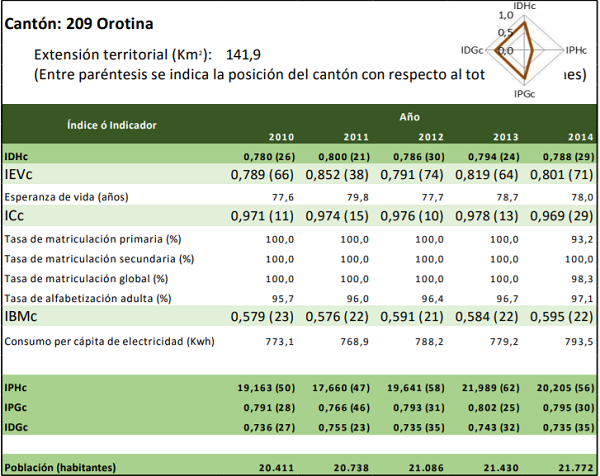 Cantón: 209 Orotina
Extensión territorial (Km²): 141,9
(Entre paréntesis se indica la posición del cantón con respecto al tot nes)
IDHc
1,0
0,5
0,0
IDGc IPHc
IPGc
Índice ó Indicador Año
2010 2011 2012 2013 2014
IDHc 0,780 (26) 0,800 (21) 0,786 (30) 0,794 (24) 0,788 (29)
IEVc 0,789 (66) 0,852 (38) 0,791 (74) 0,819 (64) 0,801 (71)
Esperanza de vida (años) 77,6 79,8 77,7 78,7 78,0
ICc 0,971 (11) 0,974 (15) 0,976 (10) 0,978 (13) 0,969 (29)
Tasa de matriculación primaria (%) 100,0 100,0 100,0 100,0 93,2
Tasa de matriculación secundaria (%) 100,0 100,0 100,0 100,0 100,0
Tasa de matriculación global (%) 100,0 100,0 100,0 100,0 98,3
Tasa de alfabetización adulta (%) 95,7 96,0 96,4 96,7 97,1
IBMc 0,579 (23) 0,576 (22) 0,591 (21) 0,584 (22) 0,595 (22)
Consumo per cápita de electricidad (Kwh) 773,1 768,9 788,2 779,2 793,5
IPHc 19,163 (50) 17,660 (47) 19,641 (58) 21,989 (62) 20,205 (56)
IPGc 0,791 (28) 0,766 (46) 0,793 (31) 0,802 (25) 0,795 (30)
IDGc 0,736 (27) 0,755 (23) 0,735 (35) 0,743 (32) 0,735 (35)
Población (habitantes) 20.411 20.738 21.086 21.430 21.772